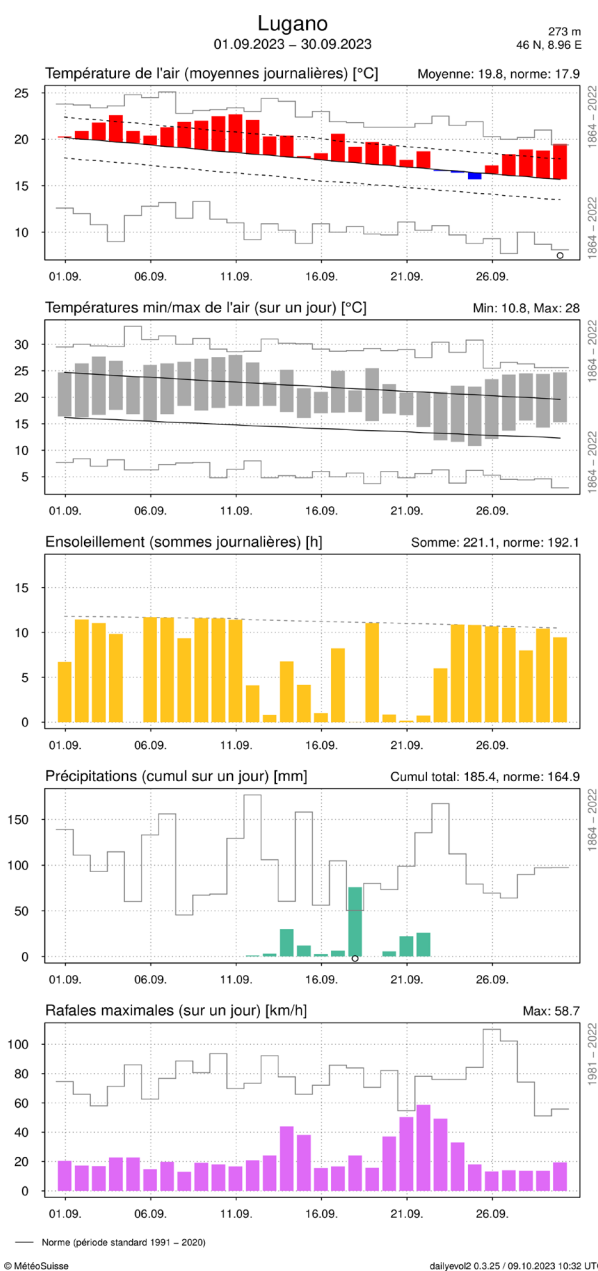 Lugano
01.09.2023 – 30.09.2023
273 m
46 N, 8.96 E
Température de l'air (moyennes journalières) [°C]
Moyenne: 19.8, norme: 17.9
25
20
15
10
1864 – 2022
1864 – 2022
01.09. 06.09. 11.09. 16.09. 21.09. 26.09.
Températures min/max de l'air (sur un jour) [°C]
Min: 10.8, Max: 28
30
25
20
15
10
5
1864 – 2022
1864 – 2022
01.09. 06.09. 11.09. 16.09. 21.09. 26.09.
Ensoleillement (sommes journalières) [h]
Somme: 221.1, norme: 192.1
15
10
5
0
01.09. 06.09. 11.09. 16.09. 21.09. 26.09.
Précipitations (cumul sur un jour) [mm]
Cumul total: 185.4, norme: 164.9
150
100
50
0
1864 – 2022
01.09. 06.09. 11.09. 16.09. 21.09. 26.09.
Rafales maximales (sur un jour) [km/h]
Max: 58.7
100
80
60
40
20
0
1981 – 2022
01.09. 06.09. 11.09. 16.09. 21.09. 26.09.
Norme (période standard 1991 – 2020)
© MétéoSuisse
dailyevol2 0.3.25 / 09.10.2023 10:32 UTC